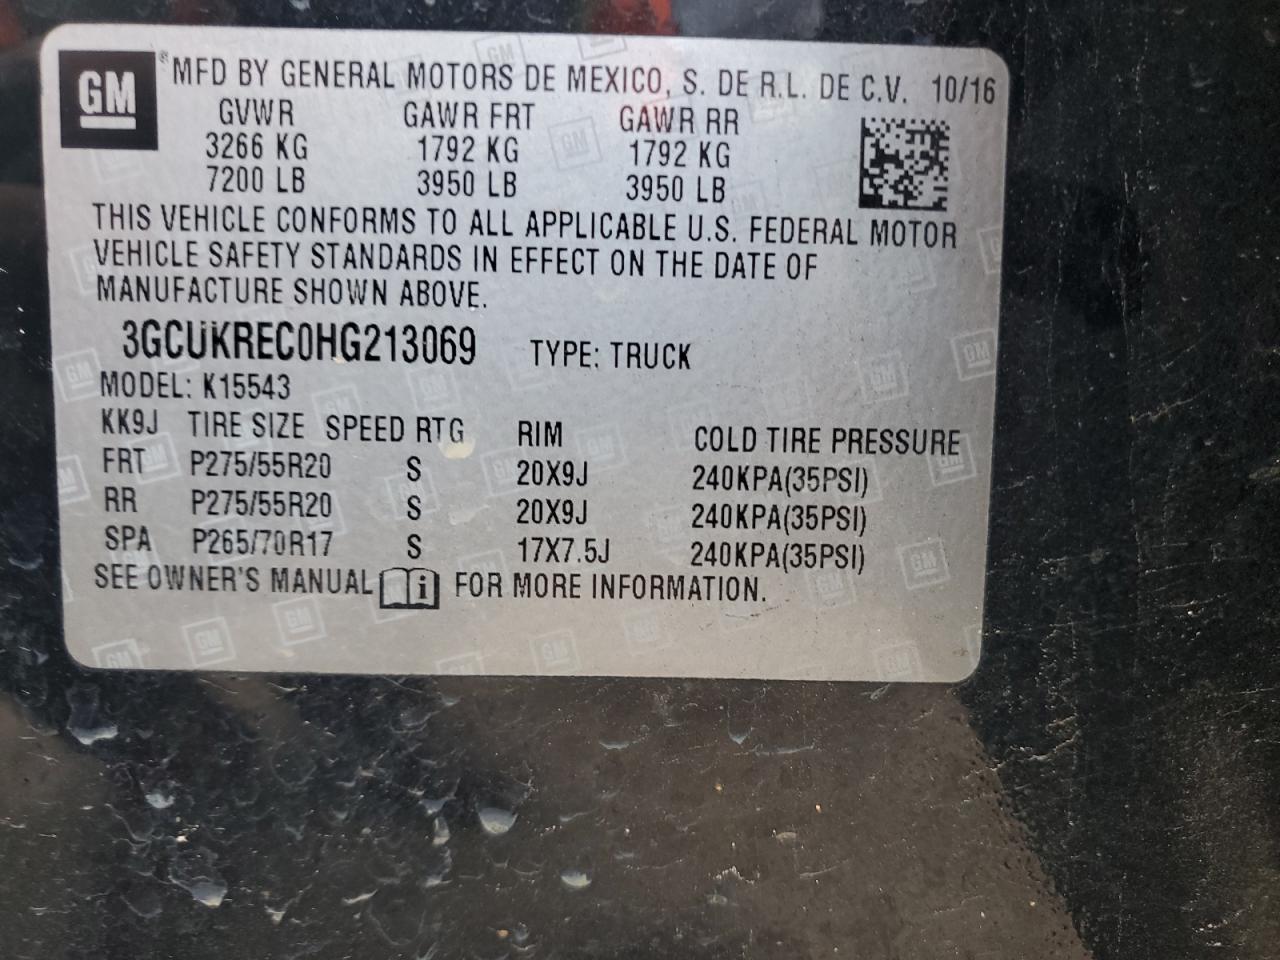 GM ® MFD BY GENERAL MOTORS DE MEXICO, S. DE R.L. DE C.V. 10/16
GVWR GAWR FRT GAWR RR
3266 KG 1792 KG 1792 KG
7200 LB 3950 LB 3950 LB
THIS VEHICLE CONFORMS TO ALL APPLICABLE U.S. FEDERAL MOTOR
VEHICLE SAFETY STANDARDS IN EFFECT ON THE DATE OF
MANUFACTURE SHOWN ABOVE.
3GCUKREC0HG213069 TYPE: TRUCK
MODEL: K15543
KK9J TIRE SIZE SPEED RTG RIM COLD TIRE PRESSURE
FRT P275/55R20 S 20X9J 240KPA(35PSI)
RR P275/55R20 S 20X9J 240KPA(35PSI)
SPA P265/70R17 S 17X7.5J 240KPA(35PSI)
SEE OWNER'S MANUAL i FOR MORE INFORMATION.